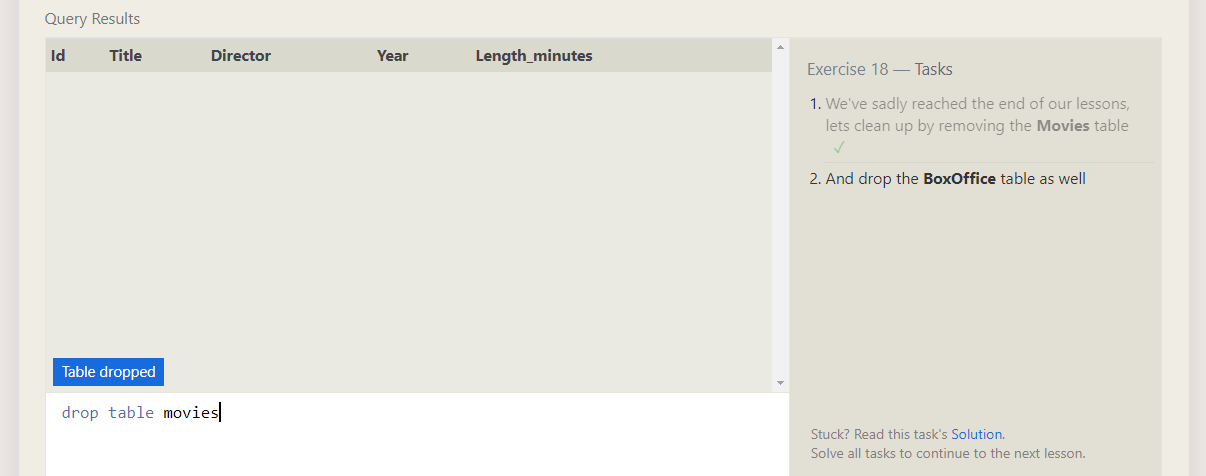 Query Results
Id Title Director Year Length_minutes
Table dropped
drop table movies
Exercise 18 — Tasks
1. We've sadly reached the end of our lessons,
lets clean up by removing the Movies table
✓
2. And drop the BoxOffice table as well
Stuck? Read this task's Solution.
Solve all tasks to continue to the next lesson.